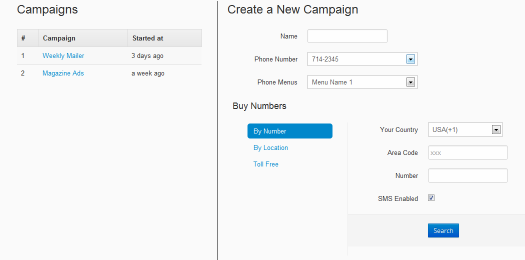 Campaigns
# Campaign Started at
1 Weekly Mailer 3 days ago
2 Magazine Ads a week ago
Create a New Campaign
Name
Phone Number 714-2345
Phone Menus Menu Name 1
Buy Numbers
By Number
By Location
Toll Free
Your Country USA(+1)
Area Code xxx
Number
SMS Enabled
Search